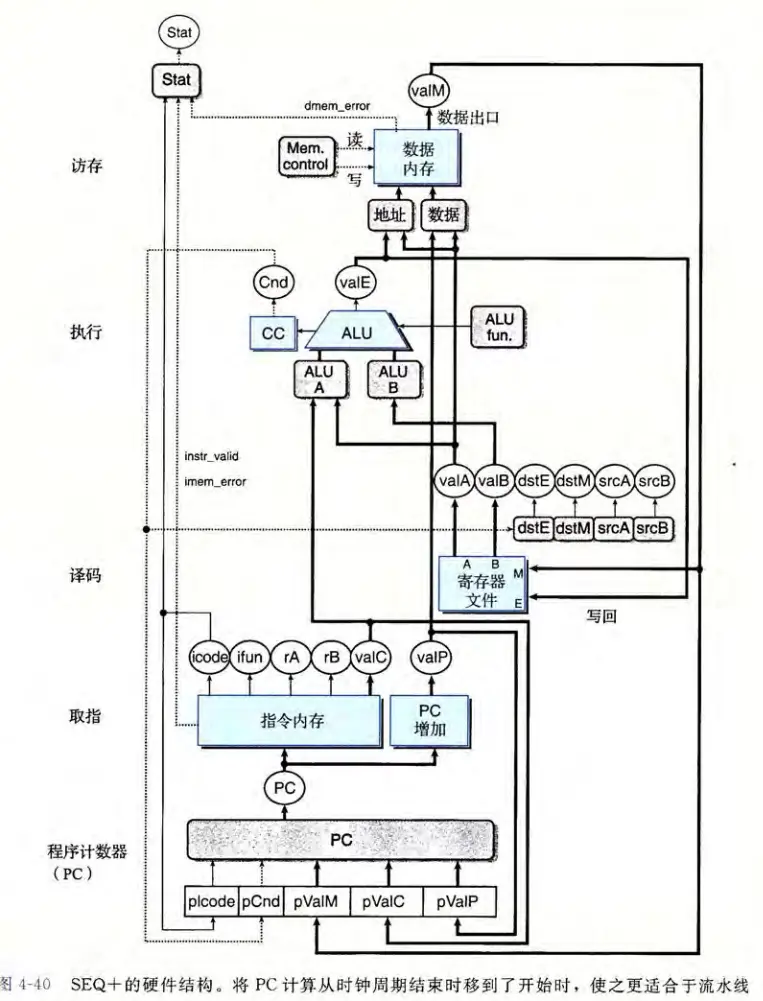 Stat
Stat
valM
dmem_error
数据出口
访存
Mem.
control
读
写
数据
内存
地址
数据
Cnd
valE
执行
CC
ALU
ALU
fun.
ALU
A
ALU
B
instr_valid
imem_error
valA
valB
dstE
dstM
srcA
srcB
dstE
dstM
srcA
srcB
译码
A
B
M
寄存器
文件
E
写回
icode
ifun
rA
rB
valC
valP
取指
指令内存
PC
增加
PC
程序计数器
(PC)
PC
pIcode
pCnd
pValM
pValC
pValP
图 4-40 SEQ+的硬件结构。将 PC 计算从时钟周期结束时移到了开始时，使之更适合于流水线